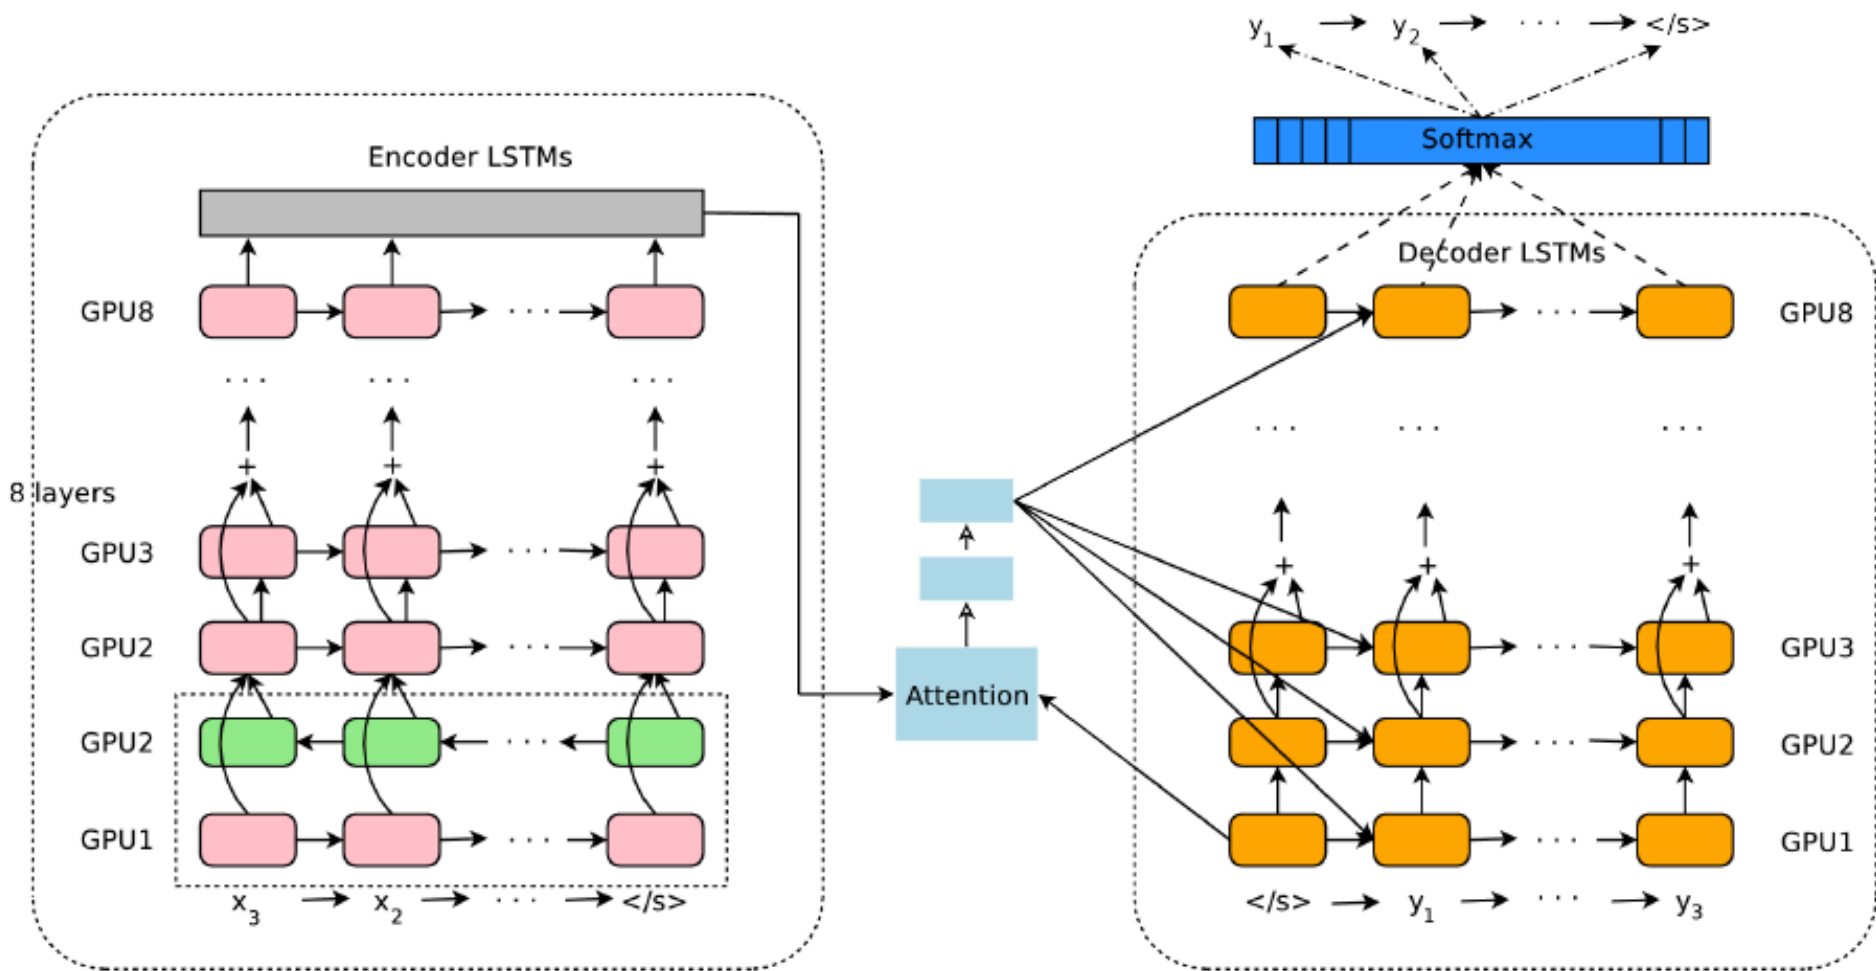 y1 → y2 → ··· → </s>
Softmax
Encoder LSTMs
Decoder LSTMs
GPU8
···
GPU8
···
··· ··· ···
··· ··· ···
+ + +
8 layers
GPU3
···
+ + +
GPU2
···
GPU3
···
Attention
GPU2
···
GPU2
···
GPU1
···
GPU1
···
x3 → x2 → ··· → </s>
</s> → y1 → ··· → y3